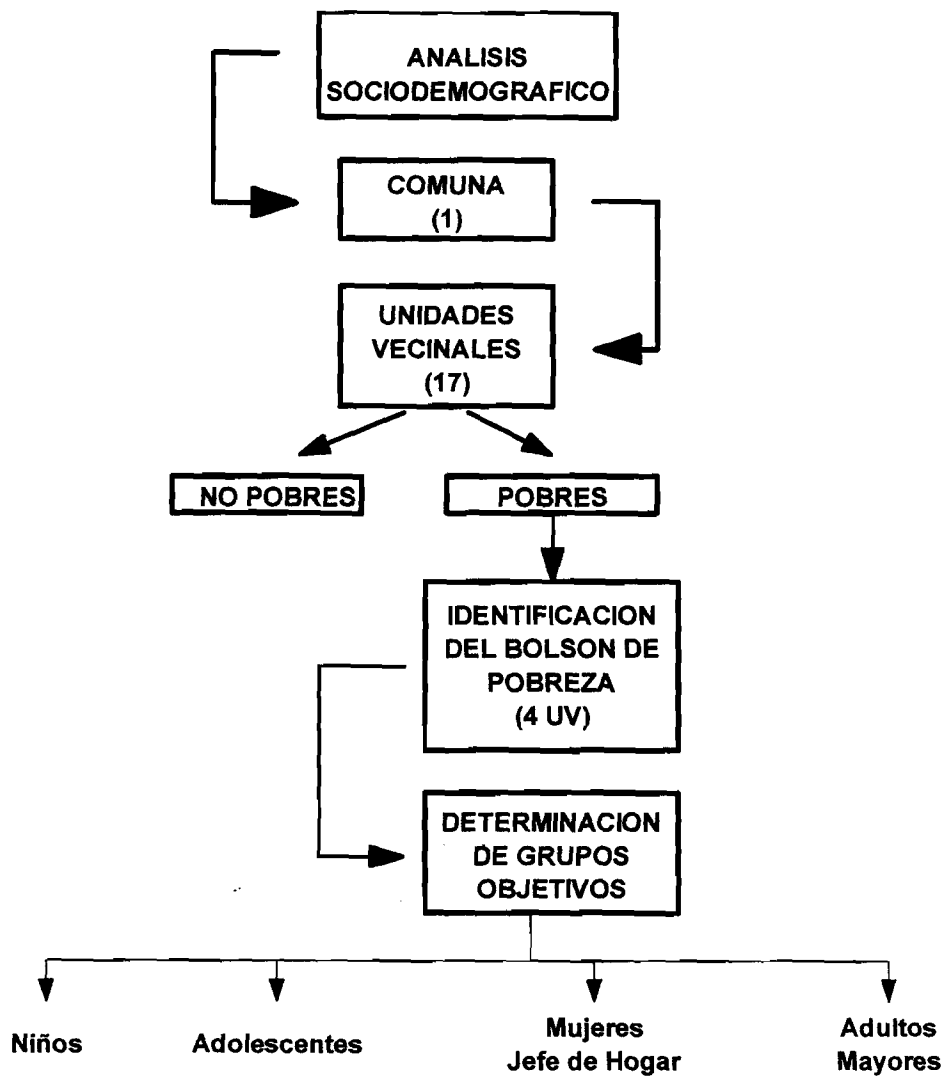 ANALISIS
SOCIODEMOGRAFICO
COMUNA
(1)
UNIDADES
VECINALES
(17)
NO POBRES
POBRES
IDENTIFICACION
DEL BOLSON DE
POBREZA
(4 UV)
DETERMINACION
DE GRUPOS
OBJETIVOS
Niños
Adolescentes
Mujeres
Jefe de Hogar
Adultos
Mayores